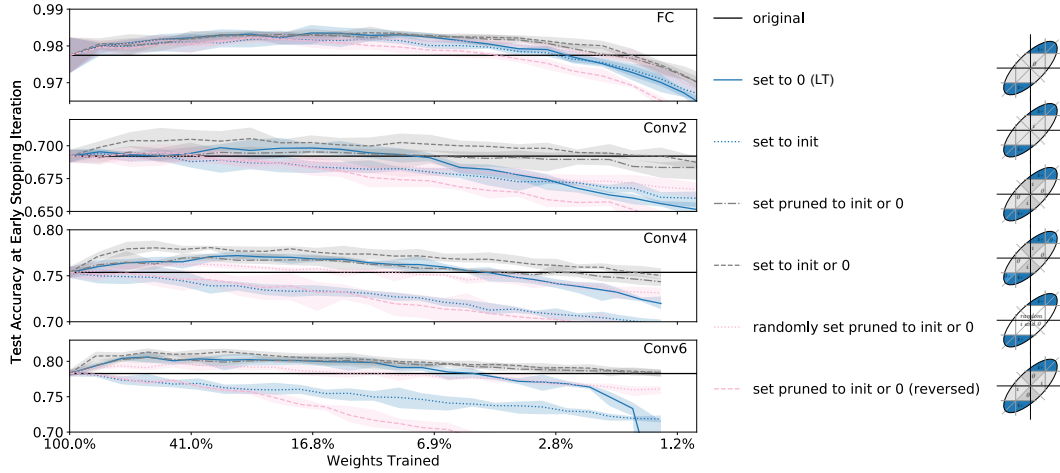 0.99
0.98
0.97
FC
0.700
0.675
0.650
Conv2
0.80
0.75
0.70
Conv4
0.80
0.75
0.70
Conv6
100.0%
41.0%
16.8%
6.9%
2.8%
1.2%
Weights Trained
Test Accuracy at Early Stopping Iteration
original
set to 0 (LT)
set to init
set pruned to init or 0
set to init or 0
randomly set pruned to init or 0
set pruned to init or 0 (reversed)
random